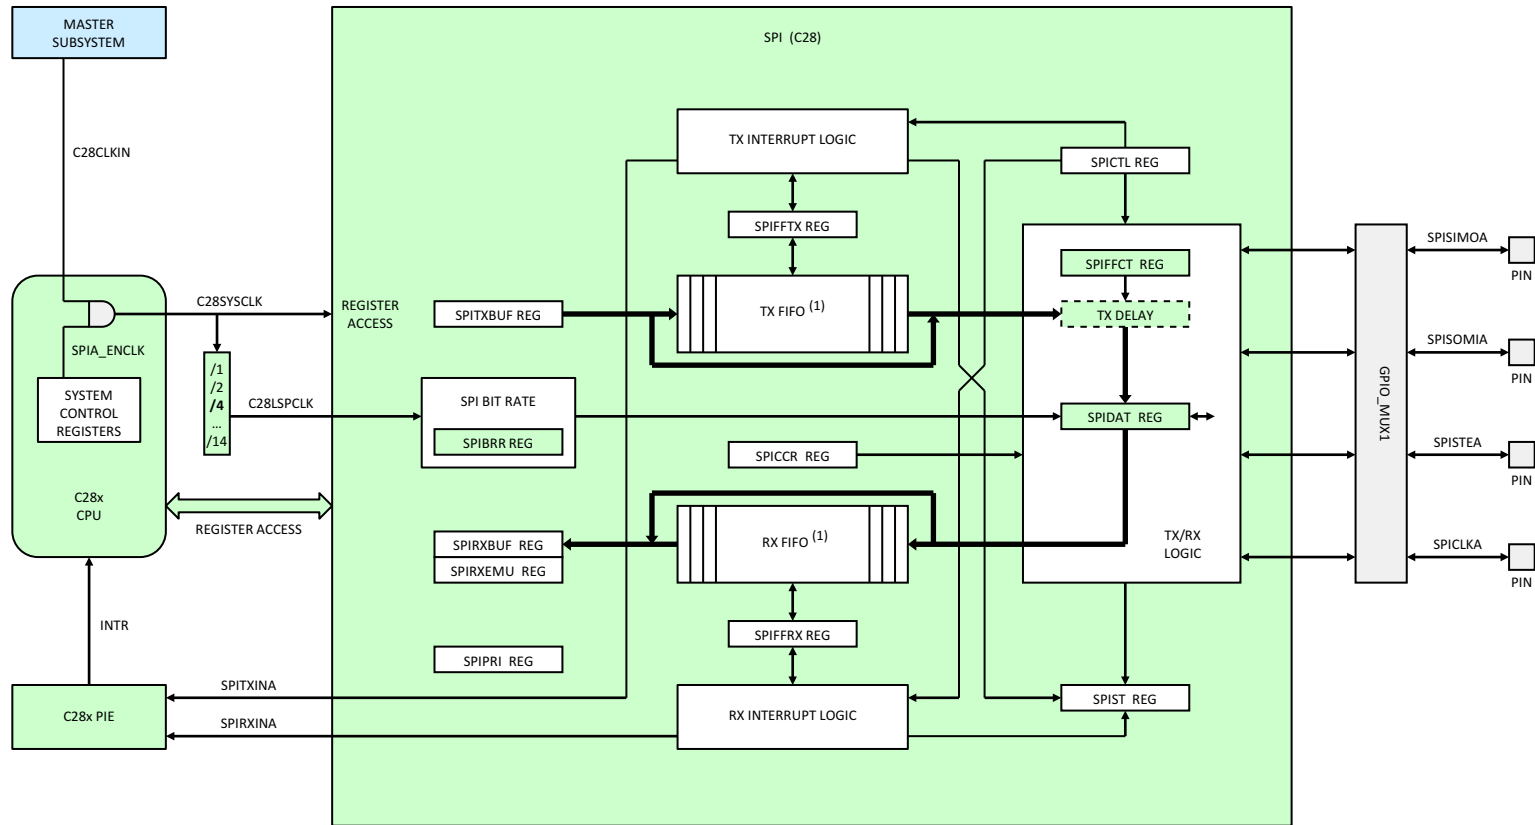 MASTER
SUBSYSTEM
SPI (C28)
C28CLKIN
TX INTERRUPT LOGIC
SPICTL REG
SPIFFTX REG
SPISIMOA
PIN
SPIFFCT REG
C28SYSCLK
REGISTER
ACCESS
SPITXBUF REG
TX FIFO (1)
TX DELAY
SPIA_ENCLK
SPISOMIA
PIN
/1
/2
/4
...
/14
SYSTEM
CONTROL
REGISTERS
C28LSPCLK
SPI BIT RATE
SPIBRR REG
SPIDAT REG
GPIO_MUX1
SPICCR REG
SPISTEA
PIN
C28x
CPU
REGISTER ACCESS
SPIRXBUF REG
SPIRXEMU REG
RX FIFO (1)
TX/RX
LOGIC
SPICLKA
PIN
INTR
SPIFFRX REG
SPIPRI REG
SPITXINA
C28x PIE
SPIRXINA
RX INTERRUPT LOGIC
SPIST REG